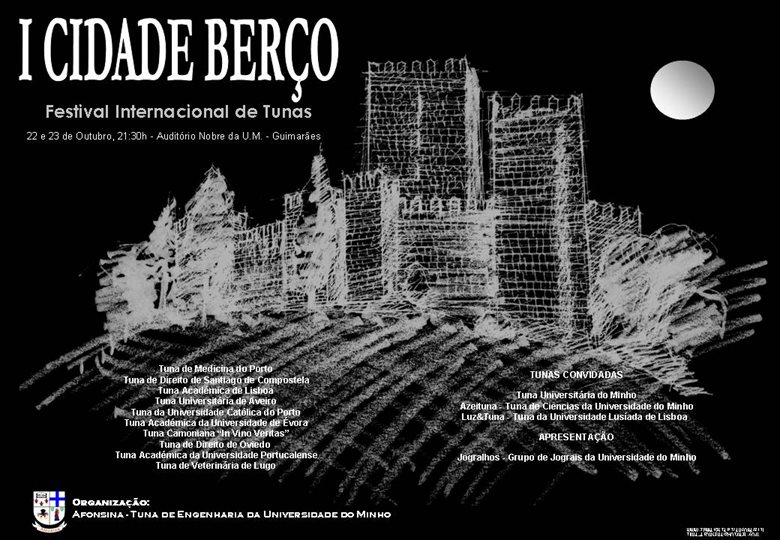 I CIDADE BERÇO
Festival Internacional de Tunas
22 e 23 de Outubro, 21:30h - Auditório Nobre da U.M. - Guimarães
Tuna de Medicina do Porto
Tuna de Direito de Santiago de Compostela
Tuna Académica de Lisboa
Tuna Universitária de Aveiro
Tuna da Universidade Católica do Porto
Tuna Académica da Universidade de Évora
Tuna Camoniana "In Vino Veritas"
Tuna de Direito de Oviedo
Tuna Académica da Universidade Portucalense
Tuna de Veterinária de Lugo
TUNAS CONVIDADAS
Tuna Universitária do Minho
Azeituna - Tuna de Ciências da Universidade do Minho
Luz&Tuna - Tuna da Universidade Lusíada de Lisboa
APRESENTAÇÃO
Jogralhos - Grupo de Jograis da Universidade do Minho
ORGANIZAÇÃO:
AFONSINA - TUNA DE ENGENHARIA DA UNIVERSIDADE DO MINHO